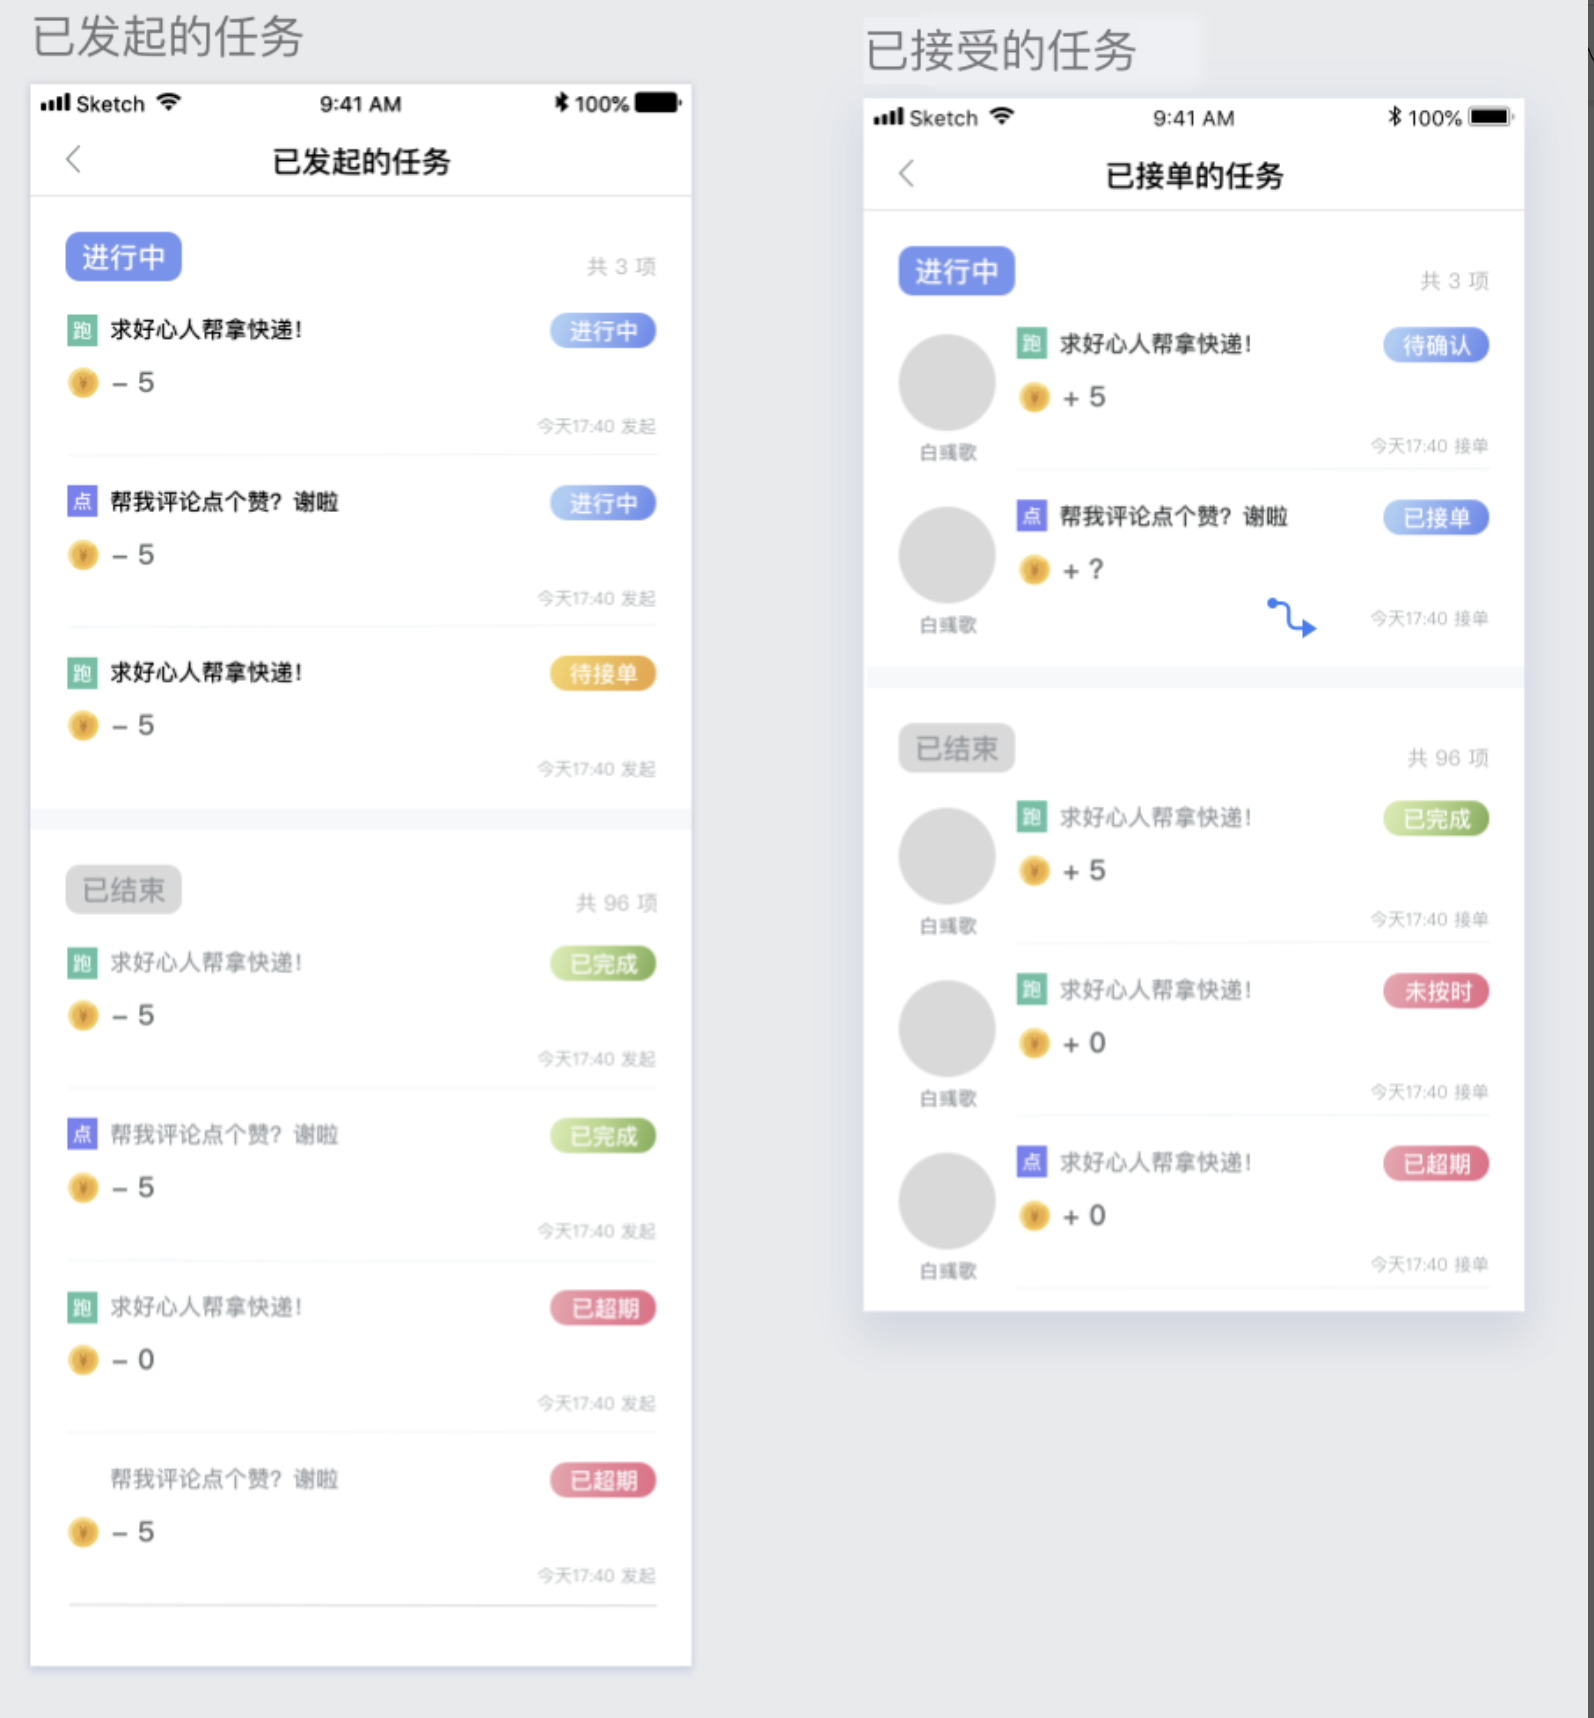 已发起的任务
Sketch 9:41 AM 100%
已发起的任务
进行中
共 3 项
跑 求好心人帮拿快递！ 进行中
– 5
今天17:40 发起
点 帮我评论点个赞？谢啦 进行中
– 5
今天17:40 发起
跑 求好心人帮拿快递！ 待接单
– 5
今天17:40 发起
已结束
共 96 项
跑 求好心人帮拿快递！ 已完成
– 5
今天17:40 发起
点 帮我评论点个赞？谢啦 已完成
– 5
今天17:40 发起
跑 求好心人帮拿快递！ 已超期
– 0
今天17:40 发起
帮我评论点个赞？谢啦 已超期
– 5
今天17:40 发起
已接受的任务
Sketch 9:41 AM 100%
已接单的任务
进行中
共 3 项
跑 求好心人帮拿快递！ 待确认
+ 5
今天17:40 接单
白彧歌
点 帮我评论点个赞？谢啦 已接单
+ ?
今天17:40 接单
白彧歌
已结束
共 96 项
跑 求好心人帮拿快递！ 已完成
+ 5
今天17:40 接单
白彧歌
跑 求好心人帮拿快递！ 未按时
+ 0
今天17:40 接单
白彧歌
点 求好心人帮拿快递！ 已超期
+ 0
今天17:40 接单
白彧歌